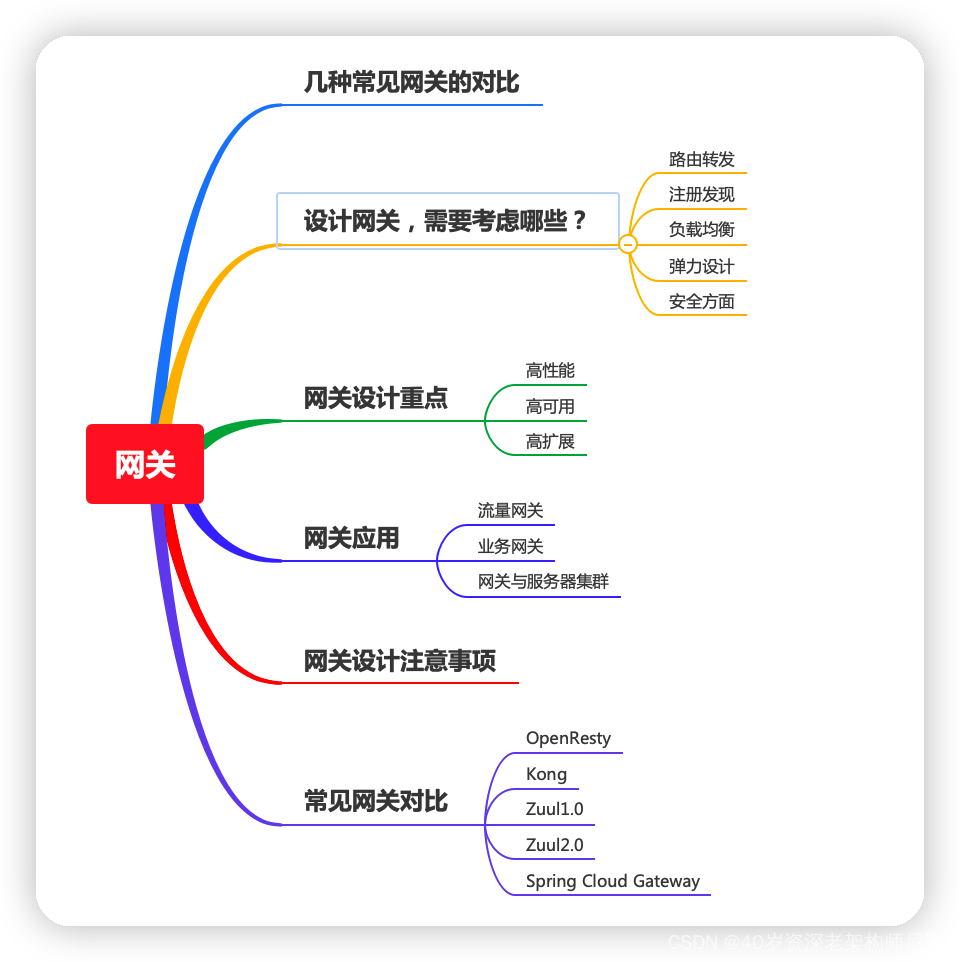 几种常见网关的对比
设计网关，需要考虑哪些？
路由转发
注册发现
负载均衡
弹力设计
安全方面
网关设计重点
高性能
高可用
高扩展
网关
网关应用
流量网关
业务网关
网关与服务器集群
网关设计注意事项
常见网关对比
OpenResty
Kong
Zuul1.0
Zuul2.0
Spring Cloud Gateway
CSDN @40岁资深老架构师